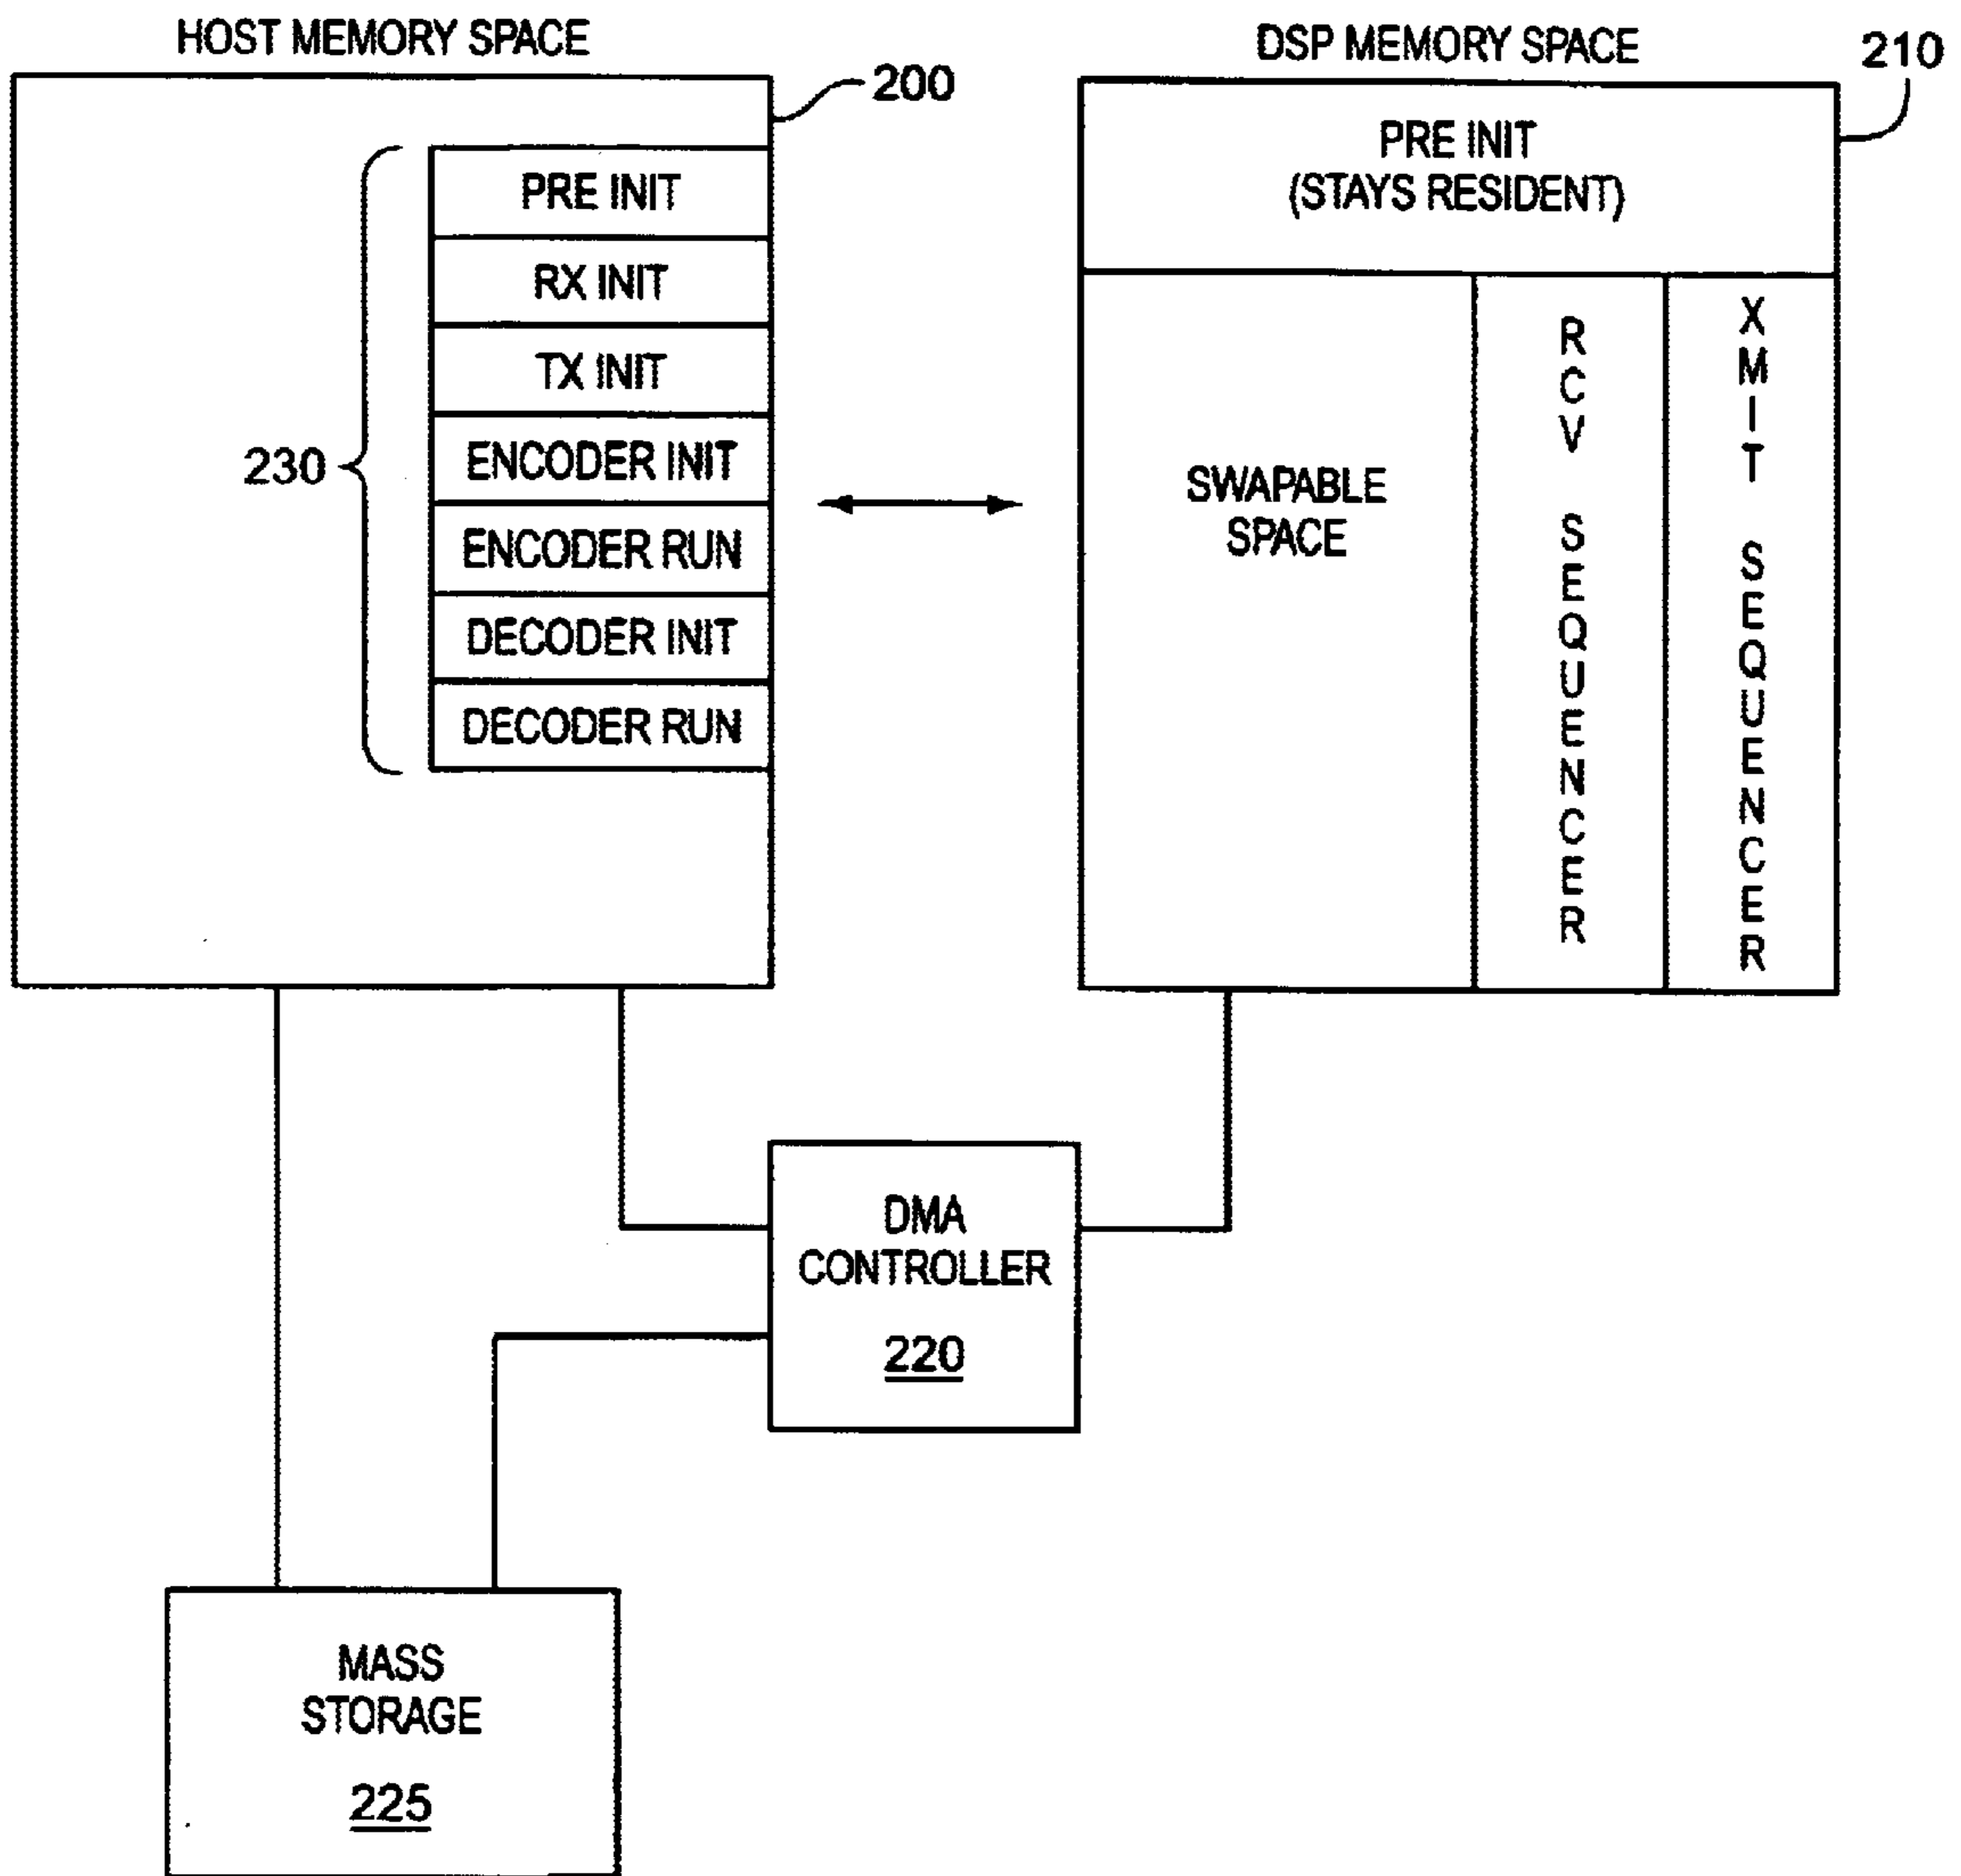 HOST MEMORY SPACE
200
PRE INIT
RX INIT
TX INIT
ENCODER INIT
ENCODER RUN
DECODER INIT
DECODER RUN
230
DSP MEMORY SPACE
210
PRE INIT
(STAYS RESIDENT)
SWAPABLE
SPACE
RCV SEQUENCER
XMIT SEQUENCER
DMA
CONTROLLER
220
MASS
STORAGE
225